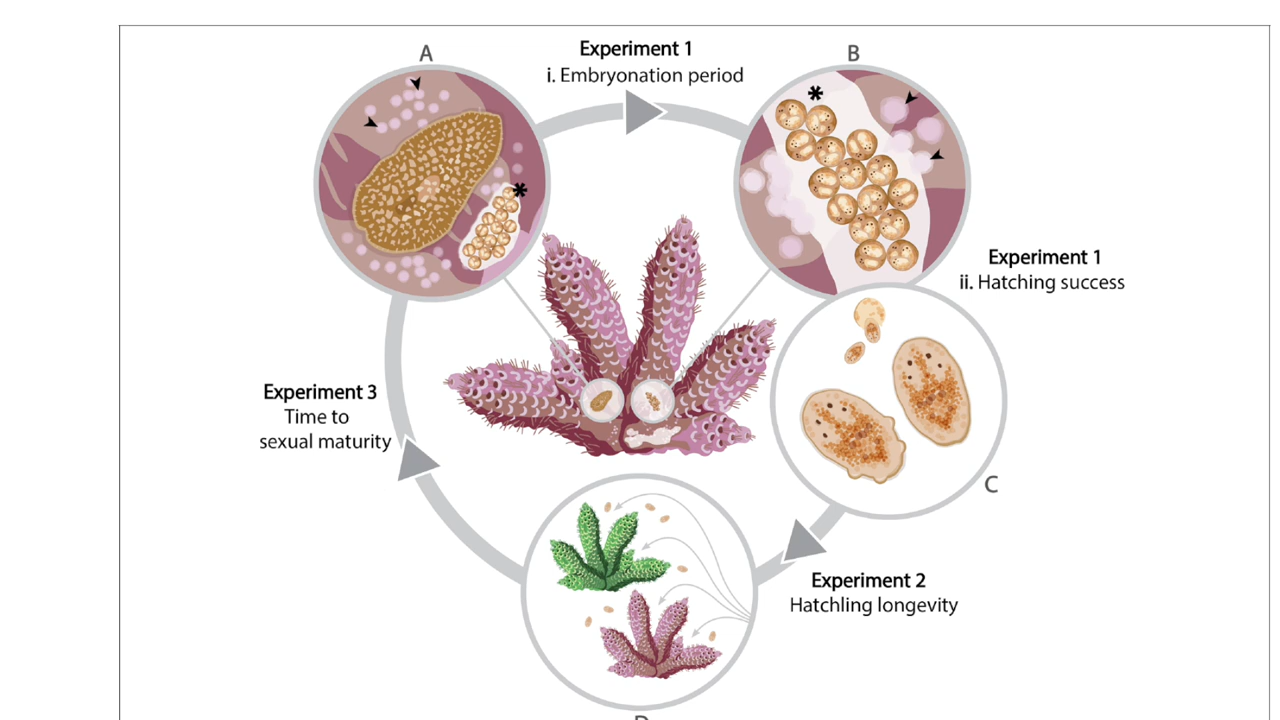 A
Experiment 1
i. Embryonation period
B
*
*
Experiment 1
ii. Hatching success
Experiment 3
Time to
sexual maturity
C
Experiment 2
Hatchling longevity
D